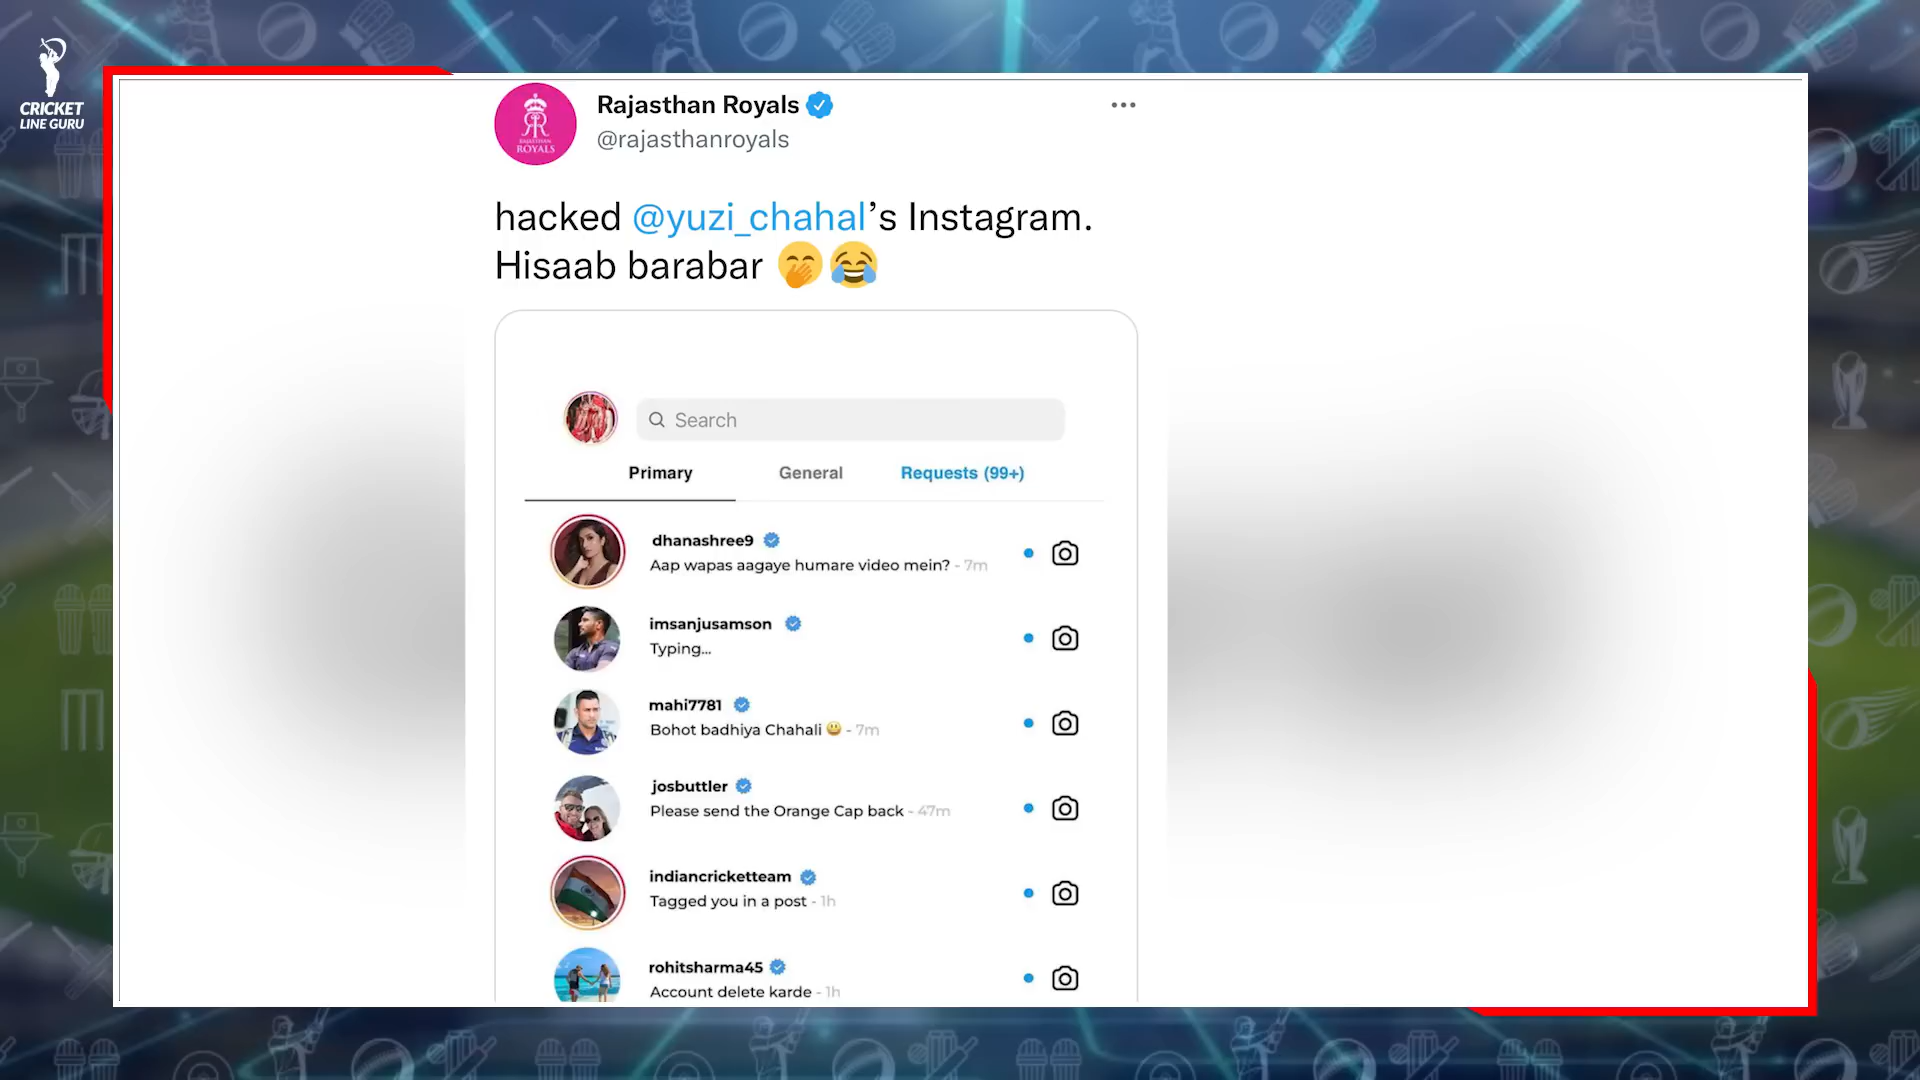 CRICKET
LINE GURU
RAJASTHAN
ROYALS
Rajasthan Royals
@rajasthanroyals
hacked @yuzi_chahal’s Instagram.
Hisaab barabar 🤭😂
Search
Primary General Requests (99+)
dhanashree9
Aap wapas aagaye humare video mein? - 7m
imsanjusamson
Typing...
mahi7781
Bohot badhiya Chahali 😃 - 7m
josbuttler
Please send the Orange Cap back - 47m
indiancricketteam
Tagged you in a post - 1h
rohitsharma45
Account delete karde - 1h